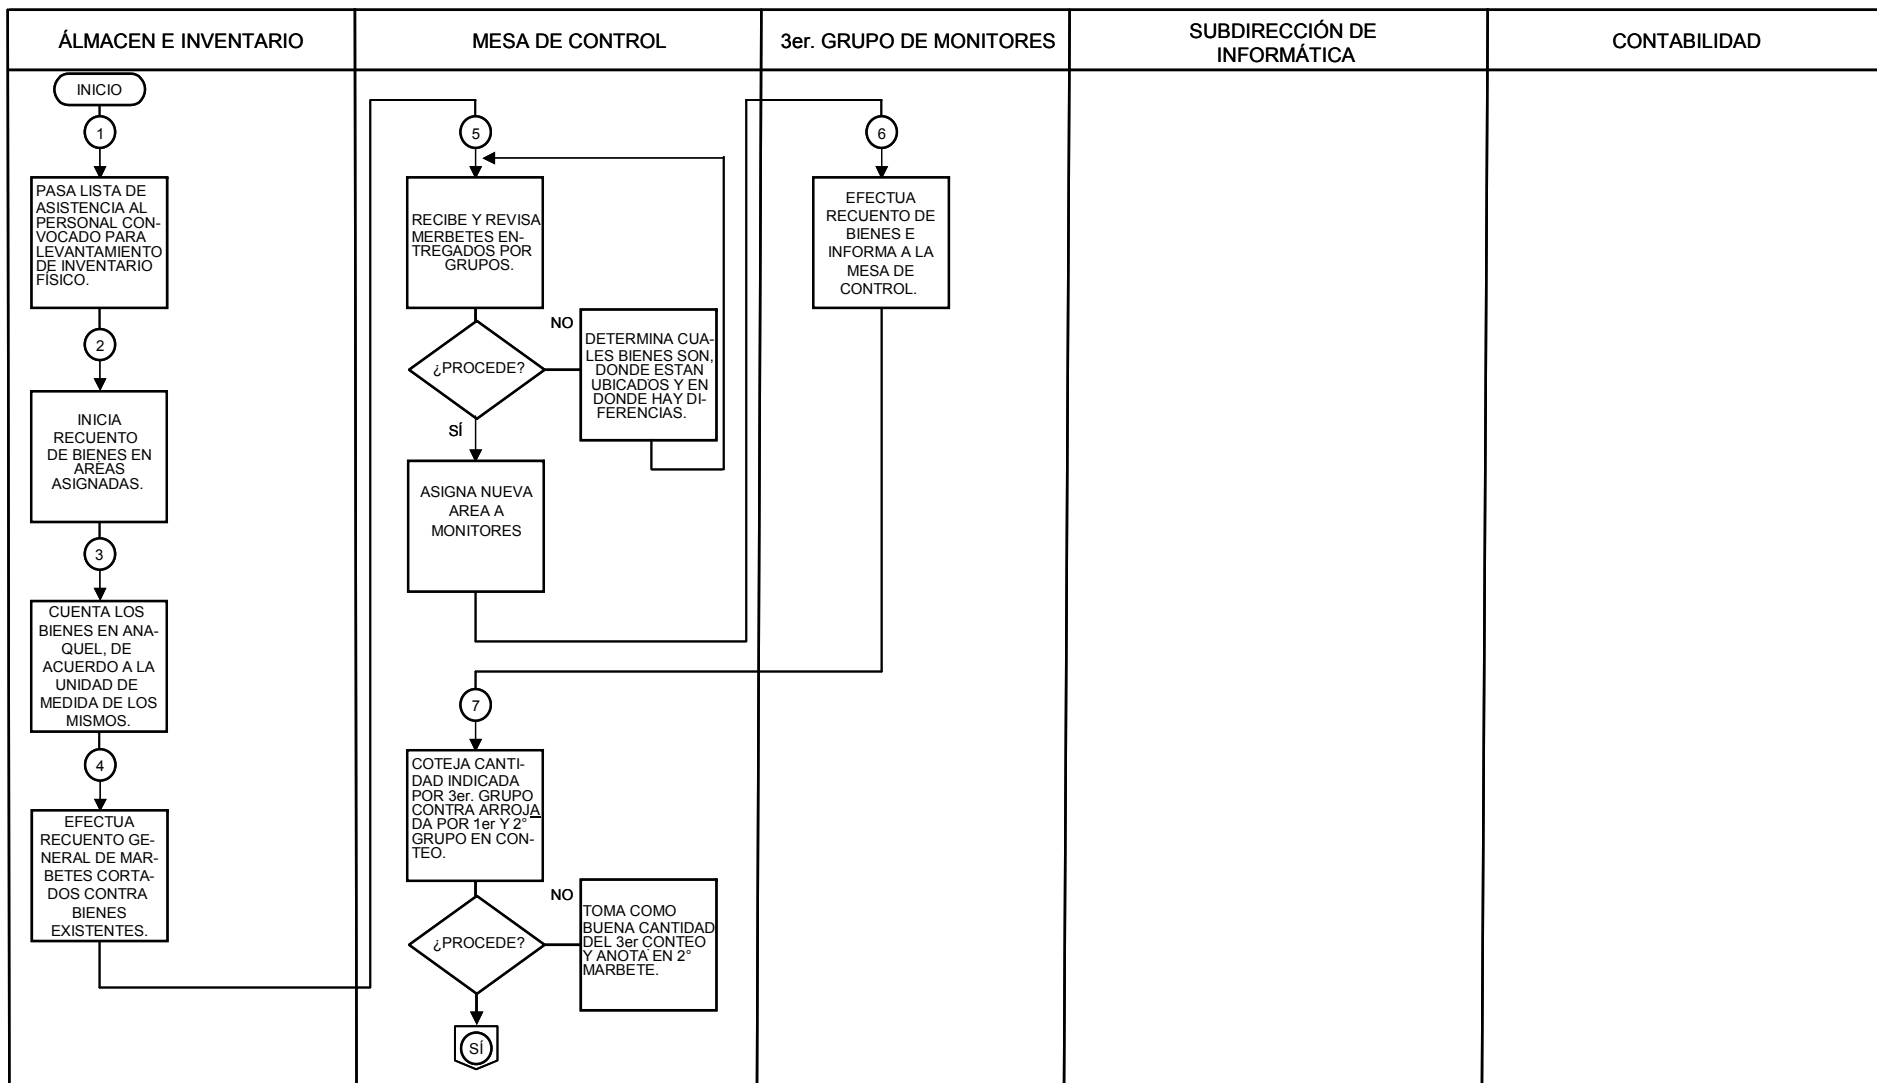 ÁLMACEN E INVENTARIO
MESA DE CONTROL
3er. GRUPO DE MONITORES
SUBDIRECCIÓN DE
INFORMÁTICA
CONTABILIDAD
INICIO
1
PASA LISTA DE
ASISTENCIA AL
PERSONAL CON-
VOCADO PARA
LEVANTAMIENTO
DE INVENTARIO
FÍSICO.
2
INICIA
RECUENTO
DE BIENES EN
ARÉAS
ASIGNADAS.
3
CUENTA LOS
BIENES EN ANA-
QUEL, DE
ACUERDO A LA
UNIDAD DE
MEDIDA DE LOS
MISMOS.
4
EFECTUA
RECUENTO GE-
NERAL DE MAR-
BETES CORTA-
DOS CONTRA
BIENES
EXISTENTES.
5
RECIBE Y REVISA
MERBETES EN-
TREGADOS POR
GRUPOS.
¿PROCEDE?
NO
DETERMINA CUA-
LES BIENES SON,
DONDE ESTAN
UBICADOS Y EN
DONDE HAY DI-
FERENCIAS.
SÍ
ASIGNA NUEVA
AREA A
MONITORES
6
EFECTUA
RECUENTO DE
BIENES E
INFORMA A LA
MESA DE
CONTROL.
7
COTEJA CANTI-
DAD INDICADA
POR 3er. GRUPO
CONTRA ARROJA
DA POR 1er Y 2°
GRUPO EN CON-
TEO.
¿PROCEDE?
NO
TOMA COMO
BUENA CANTIDAD
DEL 3er CONTEO
Y ANOTA EN 2°
MARBETE.
SÍ